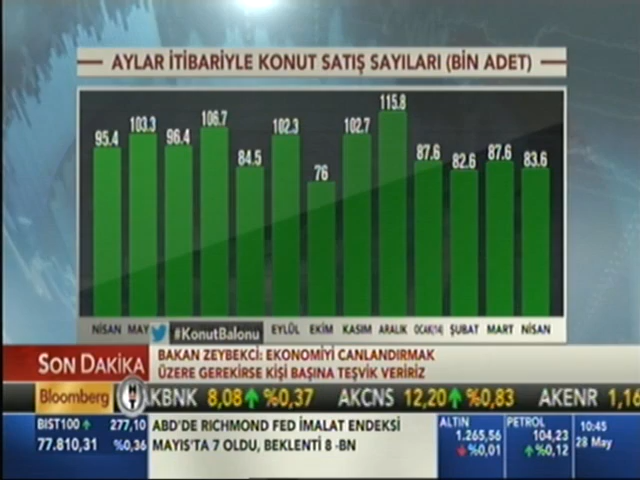 AYLAR İTİBARİYLE KONUT SATIŞ SAYILARI (BİN ADET)
95.4 103.3 96.4 106.7 84.5 102.3 76 102.7 115.8 87.6 82.6 87.6 83.6
NİSAN MAY #KonutBalonu EYLÜL EKİM KASIM ARALIK OCAK(14) ŞUBAT MART NİSAN
SON DAKİKA
BAKAN ZEYBEKCİ: EKONOMİYİ CANLANDIRMAK
ÜZERE GEREKİRSE KİŞİ BAŞINA TEŞVİK VERİRİZ
Bloomberg HT AKBNK 8,08 %0,37 AKCNS 12,20 %0,83 AKENR 1,16
BIST100 277,10
77.810,31 %0,36
ABD'DE RICHMOND FED İMALAT ENDEKSİ
MAYIS'TA 7 OLDU, BEKLENTİ 8 -BN
ALTIN
1.265,56
%0,01
PETROL
104,23
%0,12
10:45
28 May